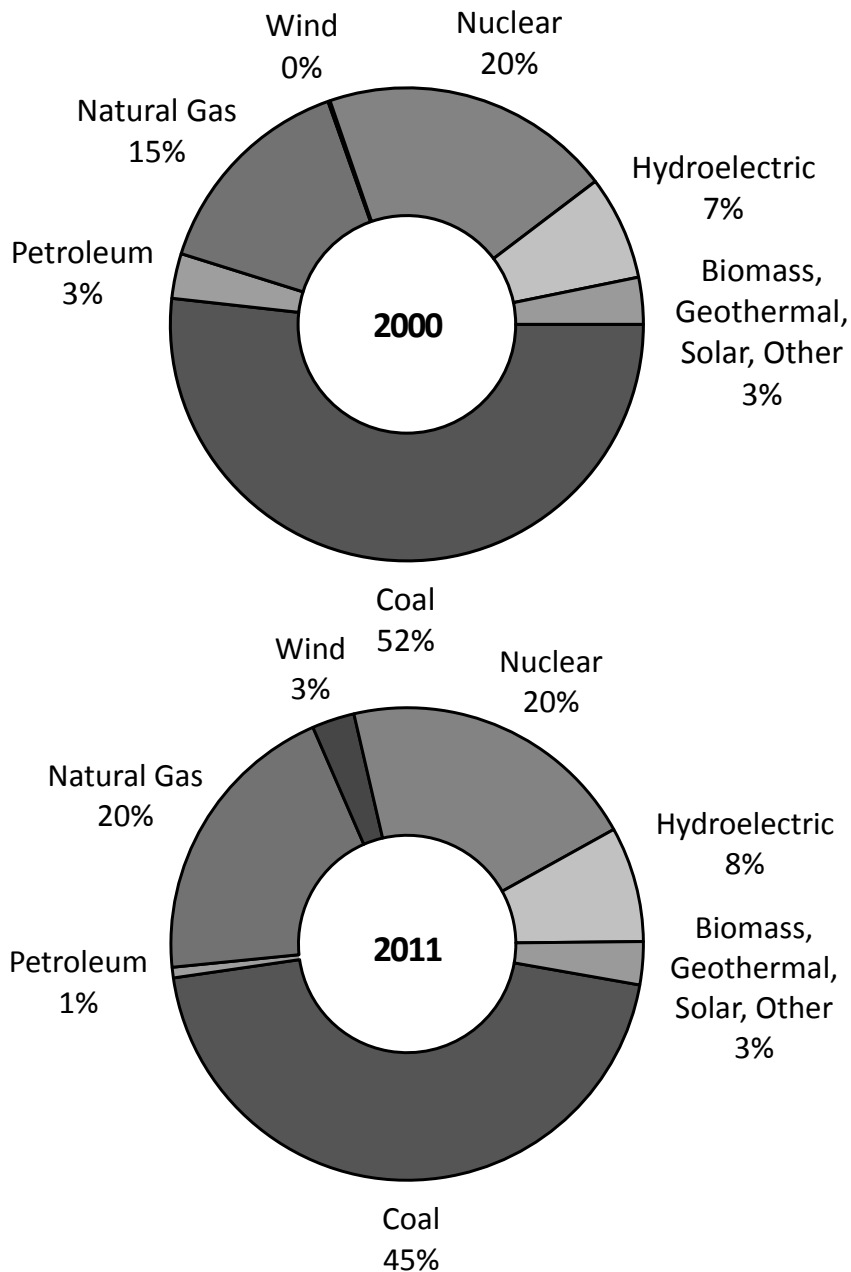 Wind
0%
Nuclear
20%
Natural Gas
15%
Hydroelectric
7%
Petroleum
3%
Biomass,
Geothermal,
Solar, Other
3%
2000
Coal
52%
Wind
3%
Nuclear
20%
Natural Gas
20%
Hydroelectric
8%
Petroleum
1%
Biomass,
Geothermal,
Solar, Other
3%
2011
Coal
45%